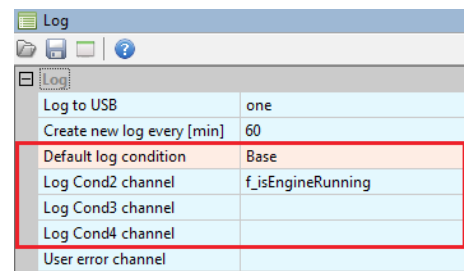 Log
Log
Log to USB one
Create new log every [min] 60
Default log condition Base
Log Cond2 channel f_isEngineRunning
Log Cond3 channel
Log Cond4 channel
User error channel